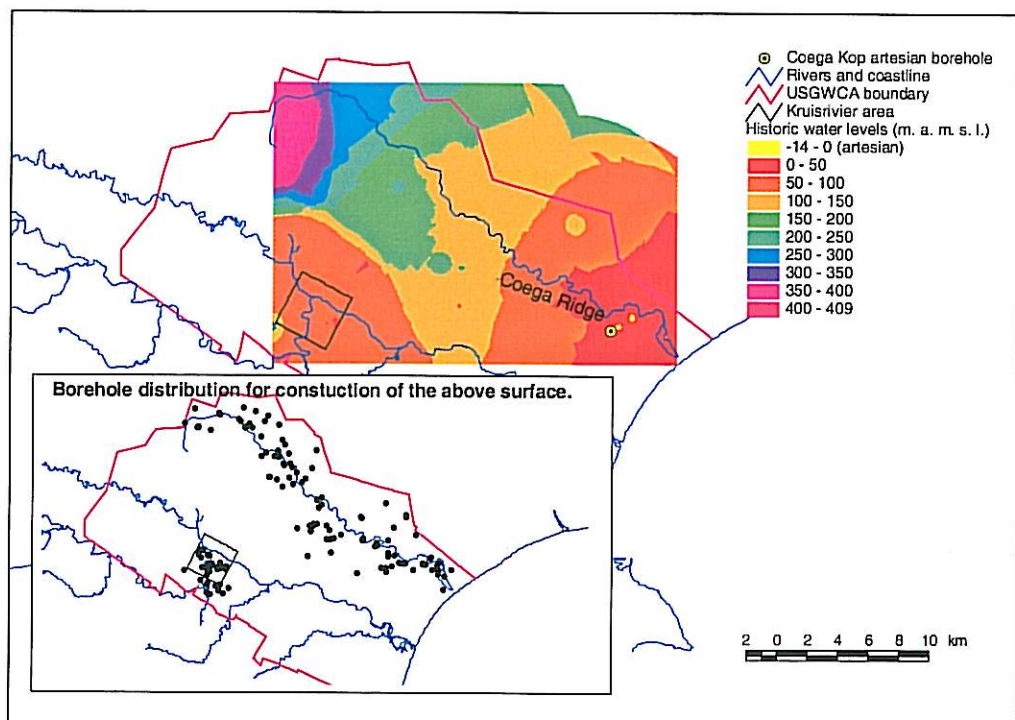 Coega Kop artesian borehole
Rivers and coastline
USGWCA boundary
Kruisrivier area
Historic water levels (m. a. m. s. l.)
-14 - 0 (artesian)
0 - 50
50 - 100
100 - 150
150 - 200
200 - 250
250 - 300
300 - 350
350 - 400
400 - 409
Coega Ridge
Borehole distribution for constuction of the above surface.
2 0 2 4 6 8 10 km